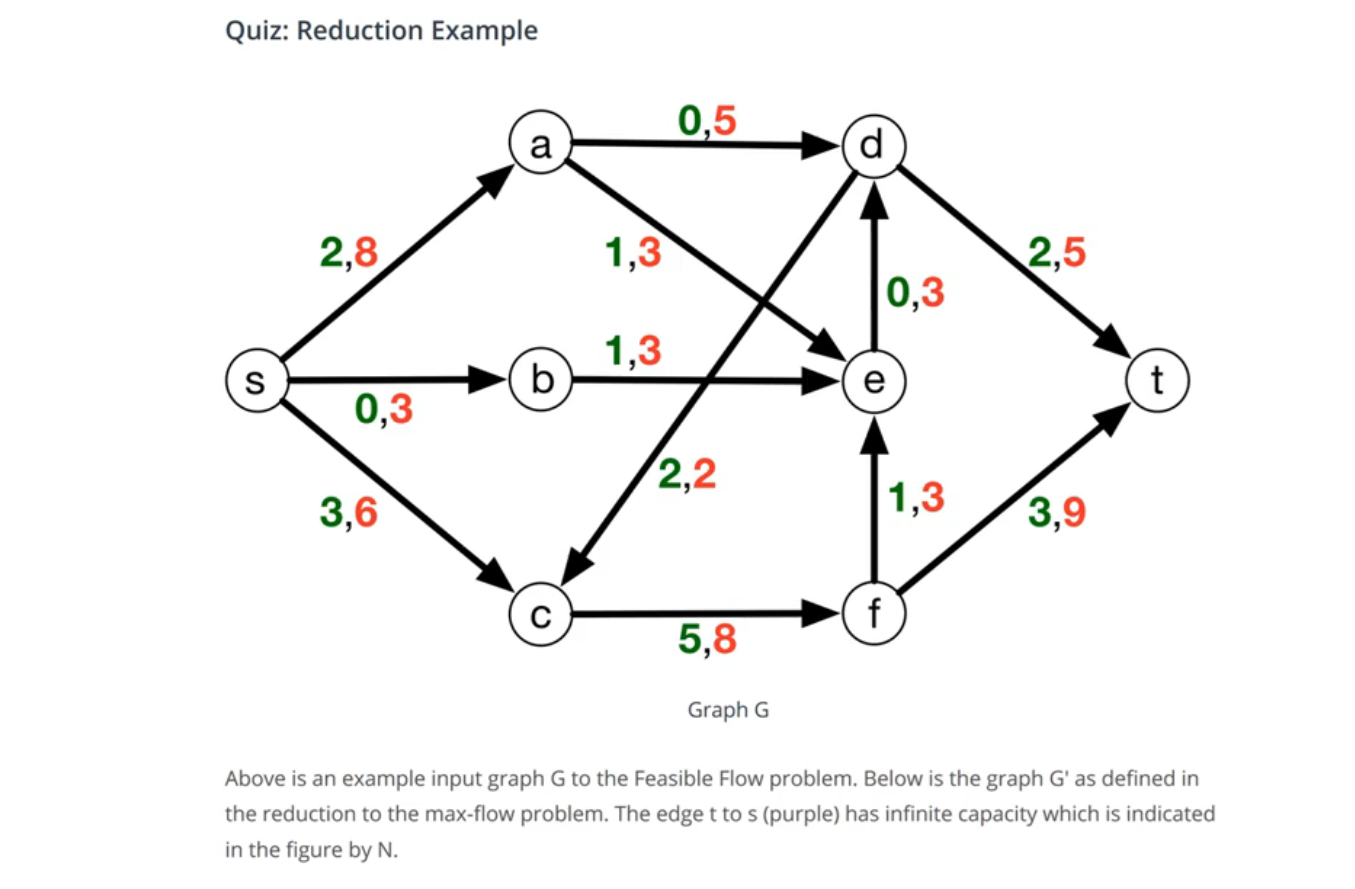 Quiz: Reduction Example
0,5
a
d
2,8
1,3
2,5
0,3
1,3
s
b
e
t
0,3
2,2
1,3
3,6
3,9
c
f
5,8
Graph G
Above is an example input graph G to the Feasible Flow problem. Below is the graph G' as defined in
the reduction to the max-flow problem. The edge t to s (purple) has infinite capacity which is indicated
in the figure by N.